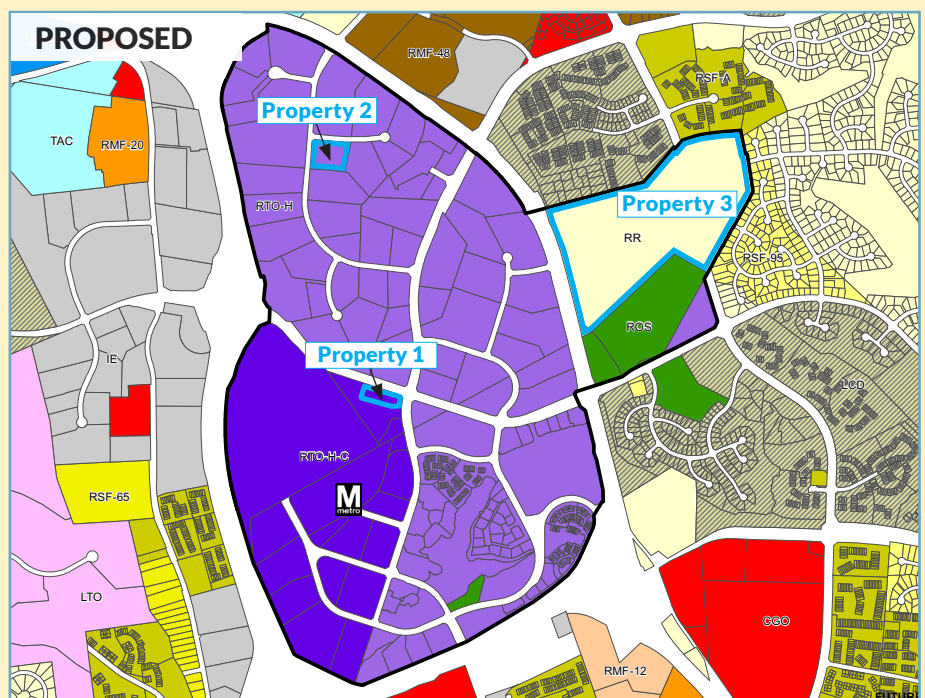 PROPOSED
RMF-48
RSF-A
Property 2
TAC
RMF-20
RTO-H
Property 3
RR
RSF-95
ROS
Property 1
IE
LCD
RTO-H-C
M
metro
RSF-65
LTO
CGO
RMF-12